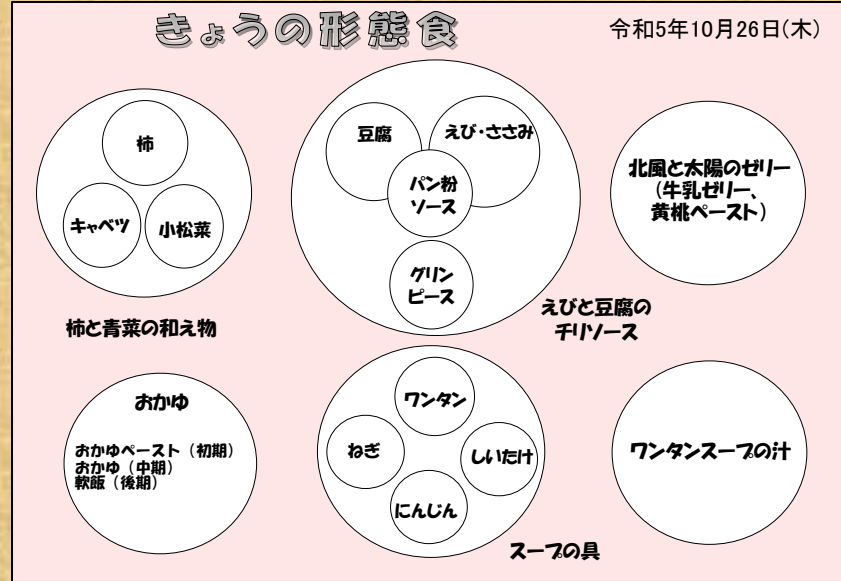 きょうの形態食
令和5年10月26日(木)
柿
キャベツ
小松菜
柿と青菜の和え物
豆腐
えび・ささみ
パン粉
ソース
グリン
ピース
えびと豆腐の
チリソース
北風と太陽のゼリー
(牛乳ゼリー、
黄桃ペースト)
おかゆ
おかゆペースト(初期)
おかゆ(中期)
軟飯(後期)
ワンタン
ねぎ
しいたけ
にんじん
スープの具
ワンタンスープの汁